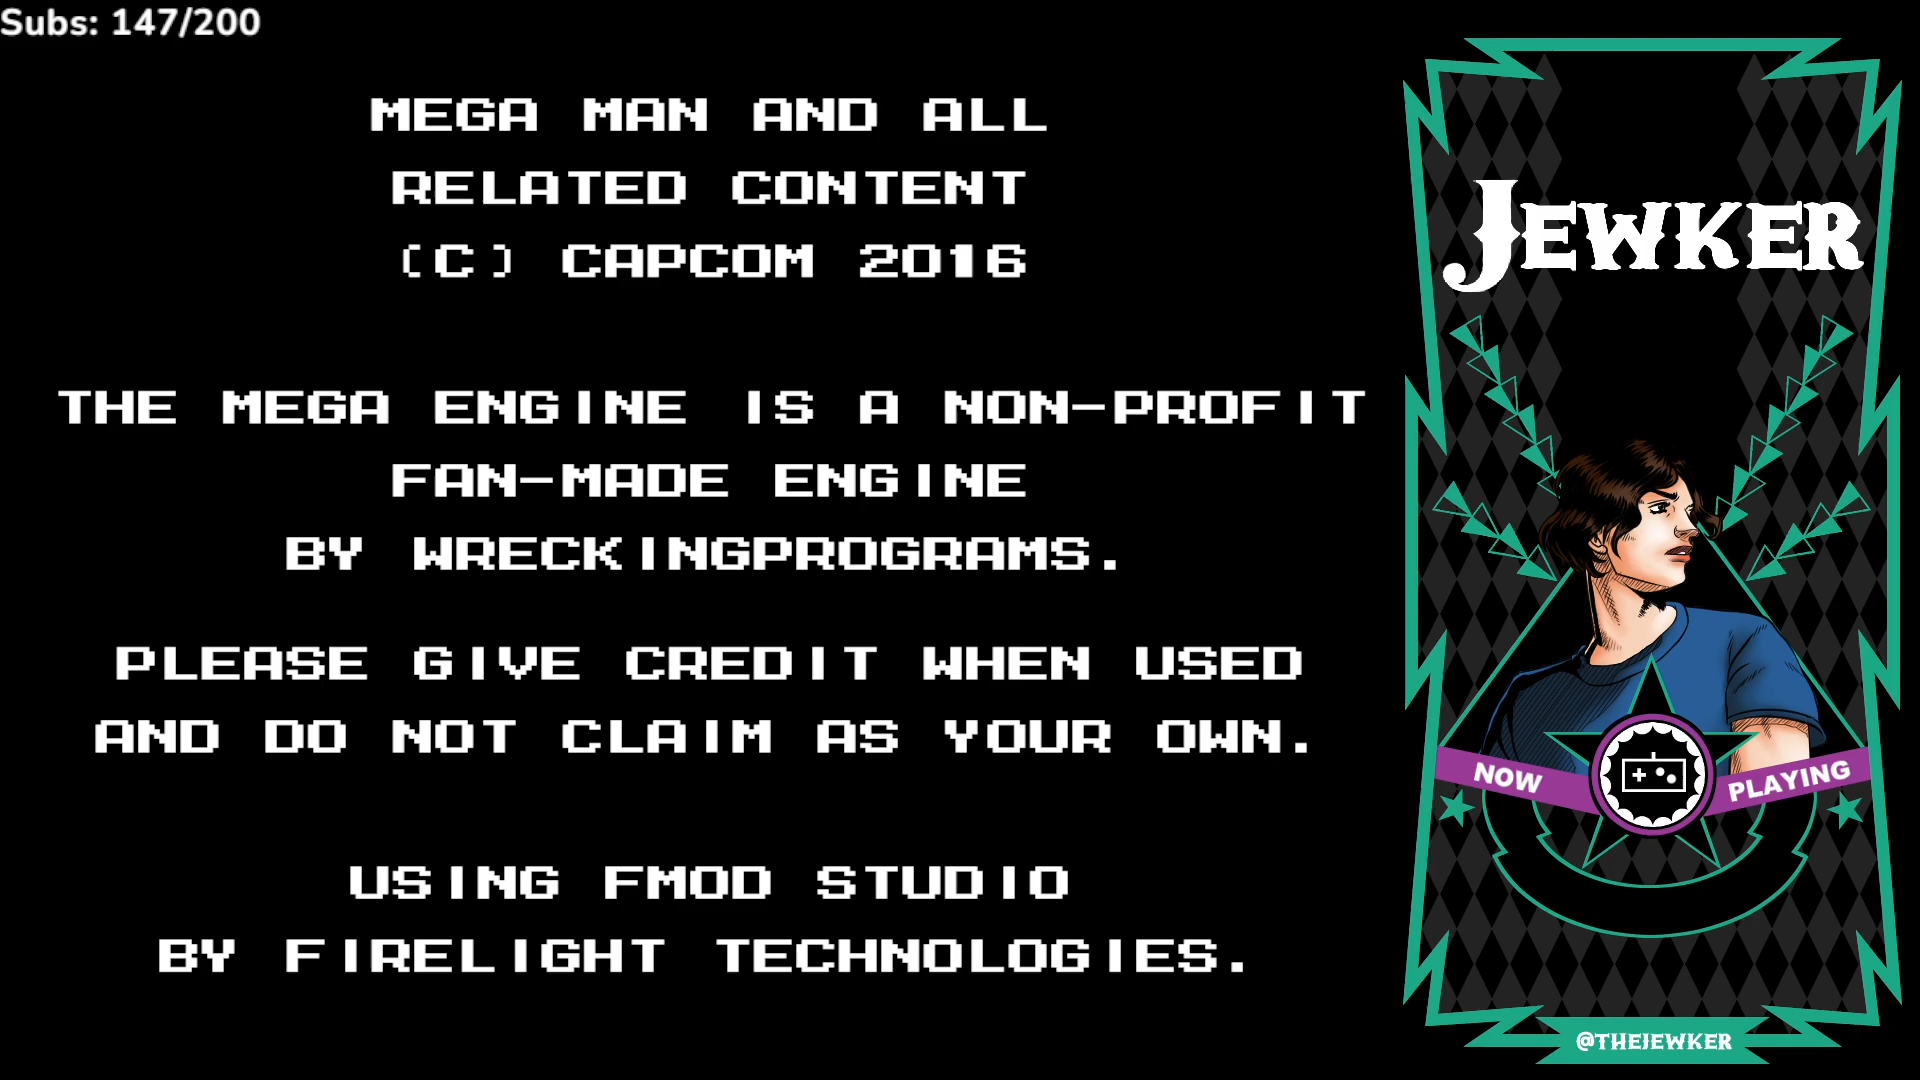 Subs: 147/200
MEGA MAN AND ALL
RELATED CONTENT
(C) CAPCOM 2016
THE MEGA ENGINE IS A NON-PROFIT
FAN-MADE ENGINE
BY WRECKINGPROGRAMS.
PLEASE GIVE CREDIT WHEN USED
AND DO NOT CLAIM AS YOUR OWN.
USING FMOD STUDIO
BY FIRELIGHT TECHNOLOGIES.
JEWKER
NOW PLAYING
@THEJEWKER